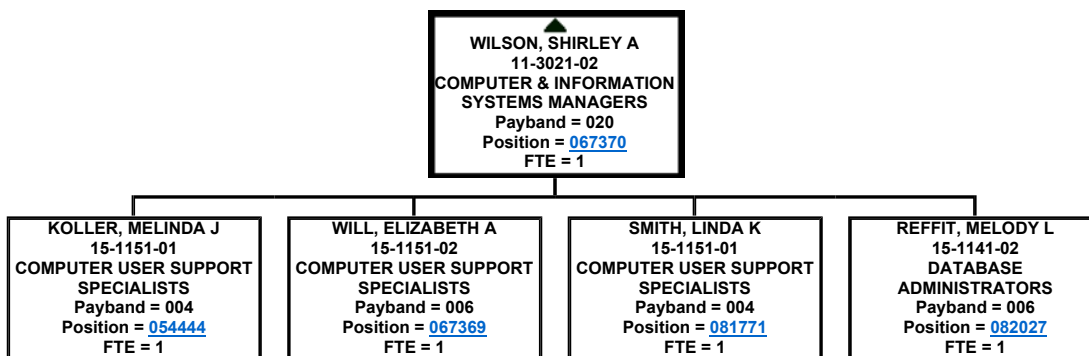 WILSON, SHIRLEY A
11-3021-02
COMPUTER & INFORMATION
SYSTEMS MANAGERS
Payband = 020
Position = 067370
FTE = 1
KOLLER, MELINDA J
15-1151-01
COMPUTER USER SUPPORT
SPECIALISTS
Payband = 004
Position = 054444
FTE = 1
WILL, ELIZABETH A
15-1151-02
COMPUTER USER SUPPORT
SPECIALISTS
Payband = 006
Position = 067369
FTE = 1
SMITH, LINDA K
15-1151-01
COMPUTER USER SUPPORT
SPECIALISTS
Payband = 004
Position = 081771
FTE = 1
REFFIT, MELODY L
15-1141-02
DATABASE
ADMINISTRATORS
Payband = 006
Position = 082027
FTE = 1